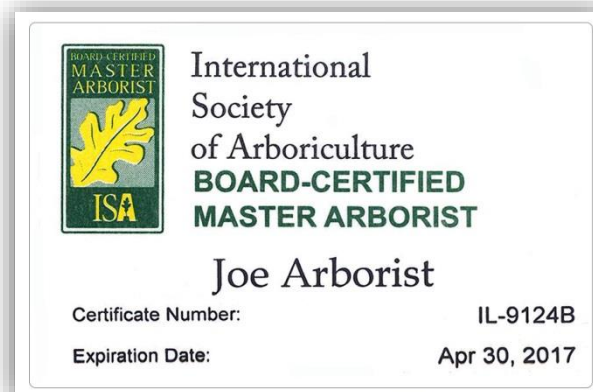 BOARD-CERTIFIED
MASTER
ARBORIST
ISA
International
Society
of Arboriculture
BOARD-CERTIFIED
MASTER ARBORIST
Joe Arborist
Certificate Number: IL-9124B
Expiration Date: Apr 30, 2017